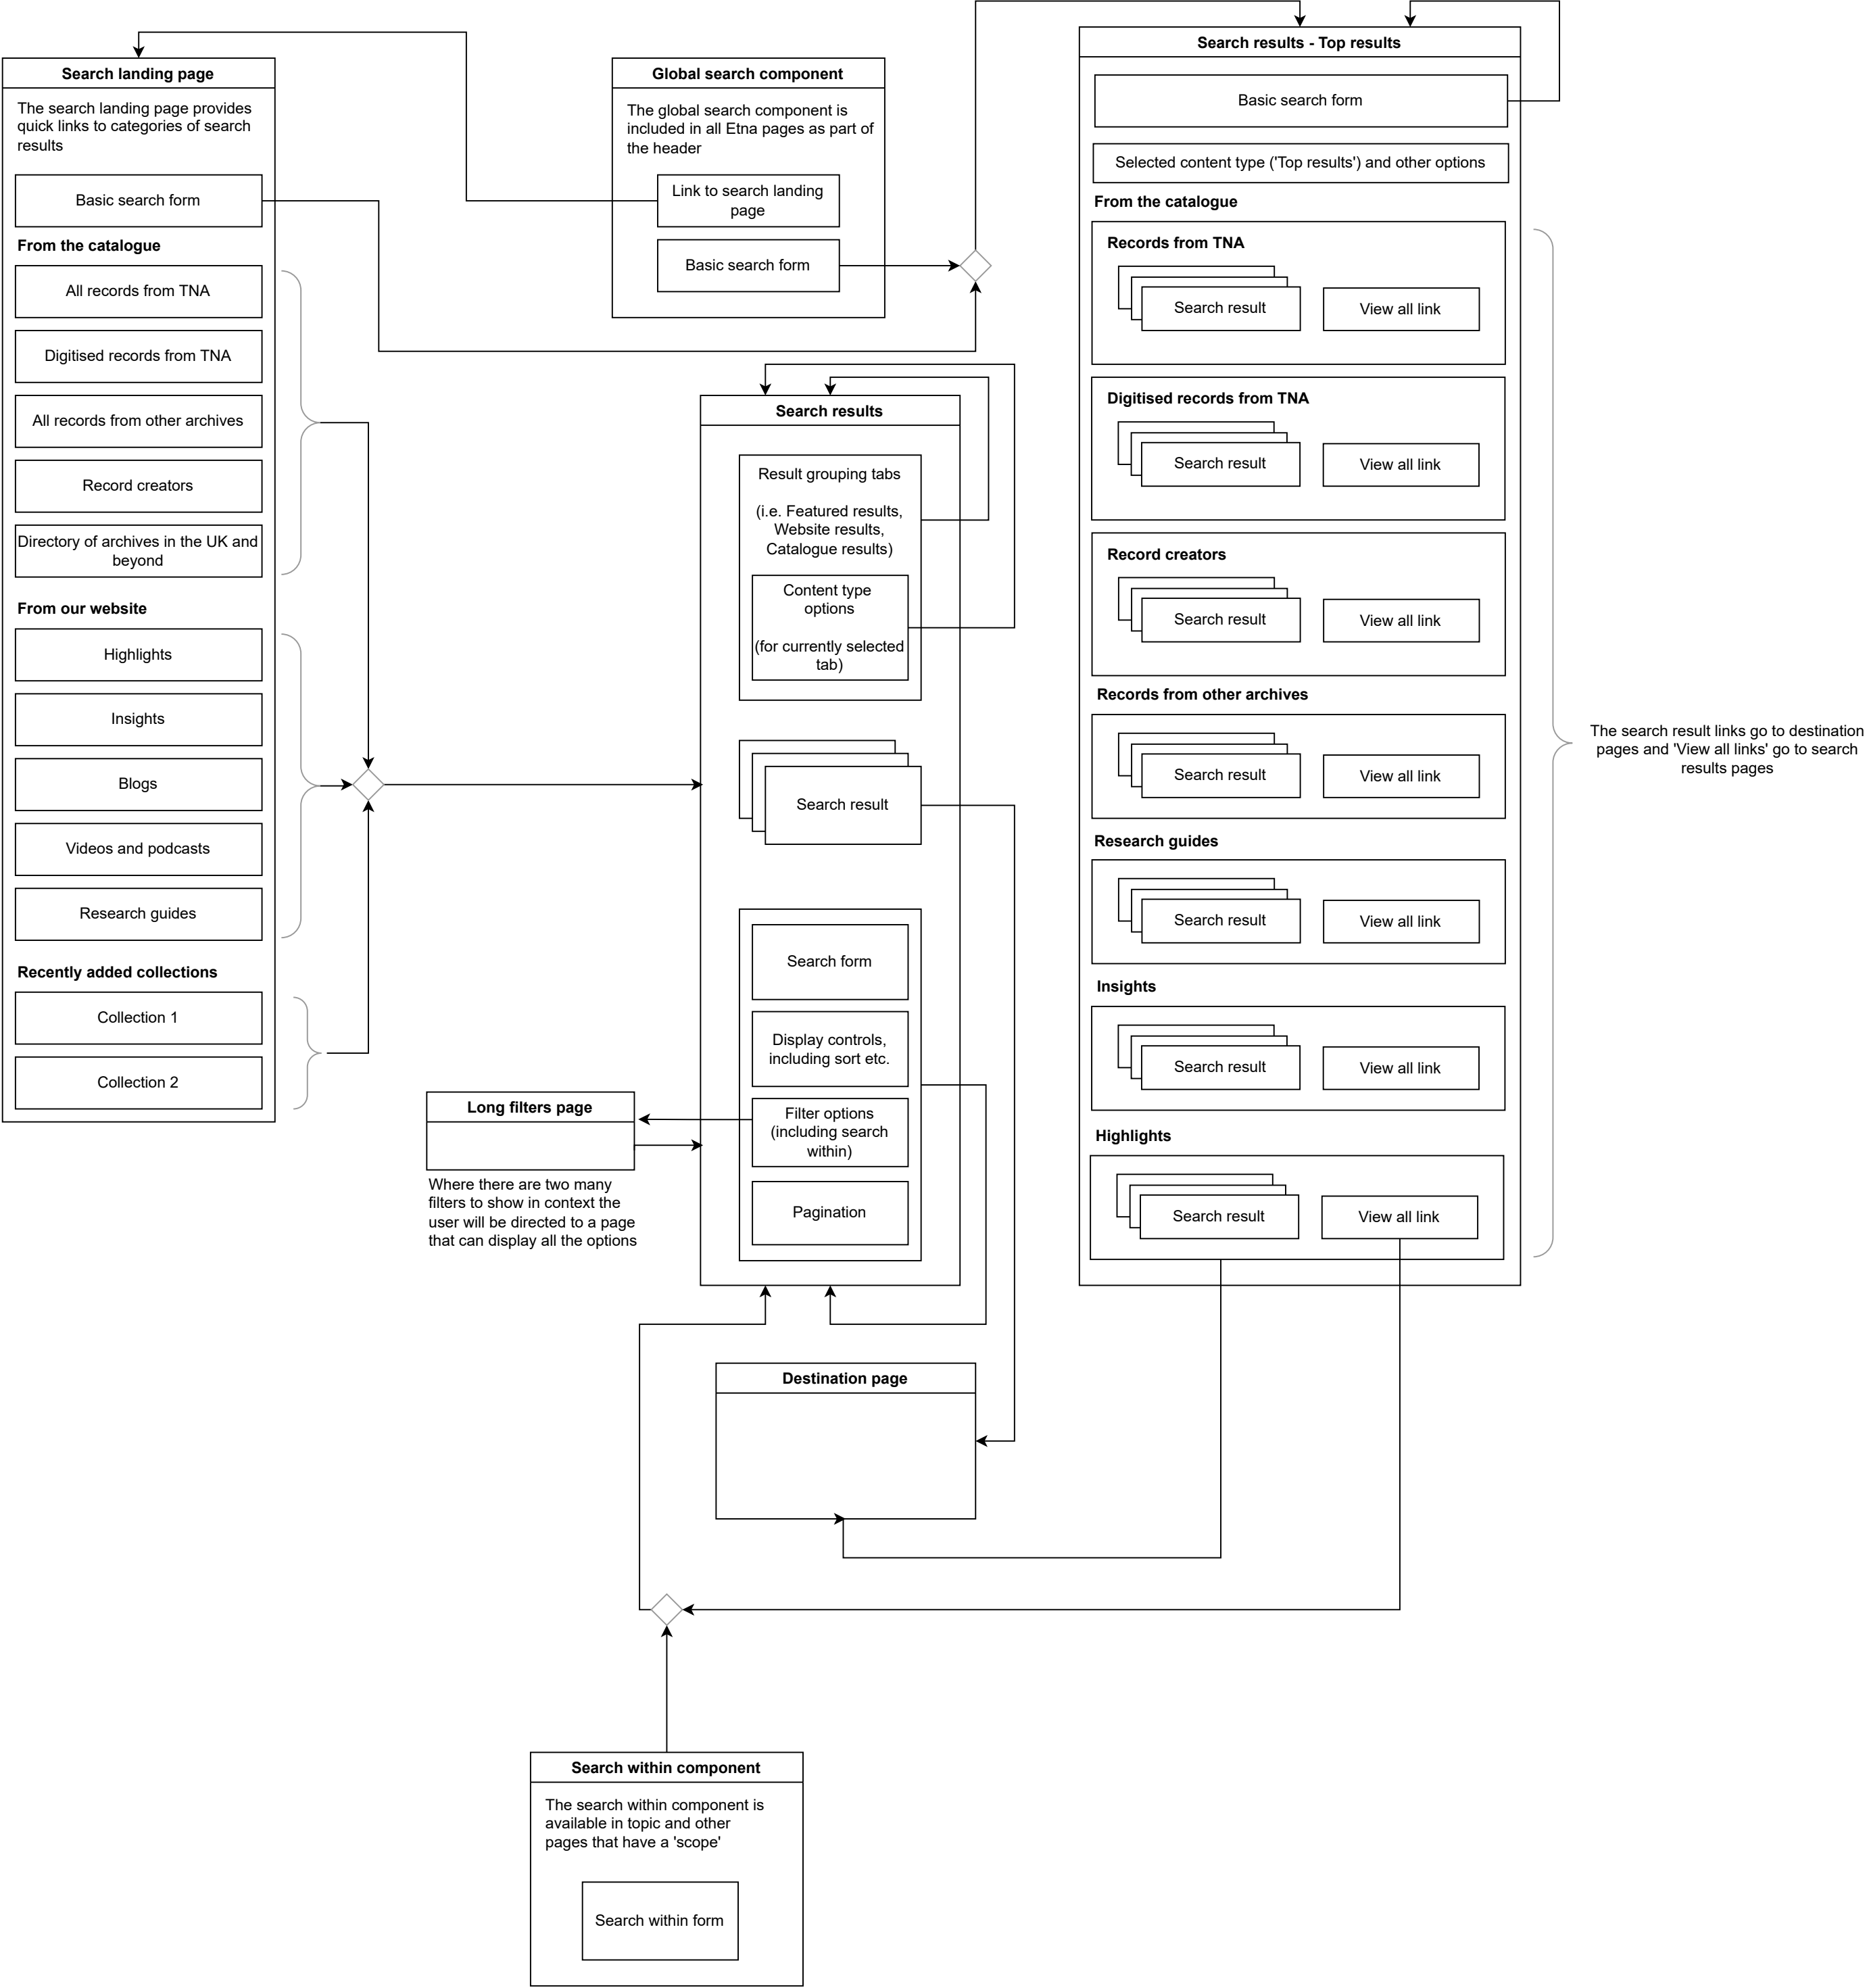 Search landing page
The search landing page provides
quick links to categories of search
results
Basic search form
From the catalogue
All records from TNA
Digitised records from TNA
All records from other archives
Record creators
Directory of archives in the UK and
beyond
From our website
Highlights
Insights
Blogs
Videos and podcasts
Research guides
Recently added collections
Collection 1
Collection 2
Global search component
The global search component is
included in all Etna pages as part of
the header
Link to search landing
page
Basic search form
Search results
Result grouping tabs
(i.e. Featured results,
Website results,
Catalogue results)
Content type
options
(for currently selected
tab)
Search result
Search form
Display controls,
including sort etc.
Filter options
(including search
within)
Pagination
Long filters page
Where there are two many
filters to show in context the
user will be directed to a page
that can display all the options
Destination page
Search within component
The search within component is
available in topic and other
pages that have a 'scope'
Search within form
Search results - Top results
Basic search form
Selected content type ('Top results') and other options
From the catalogue
Records from TNA
Search result
View all link
Digitised records from TNA
Search result
View all link
Record creators
Search result
View all link
Records from other archives
Search result
View all link
Research guides
Search result
View all link
Insights
Search result
View all link
Highlights
Search result
View all link
The search result links go to destination
pages and 'View all links' go to search
results pages